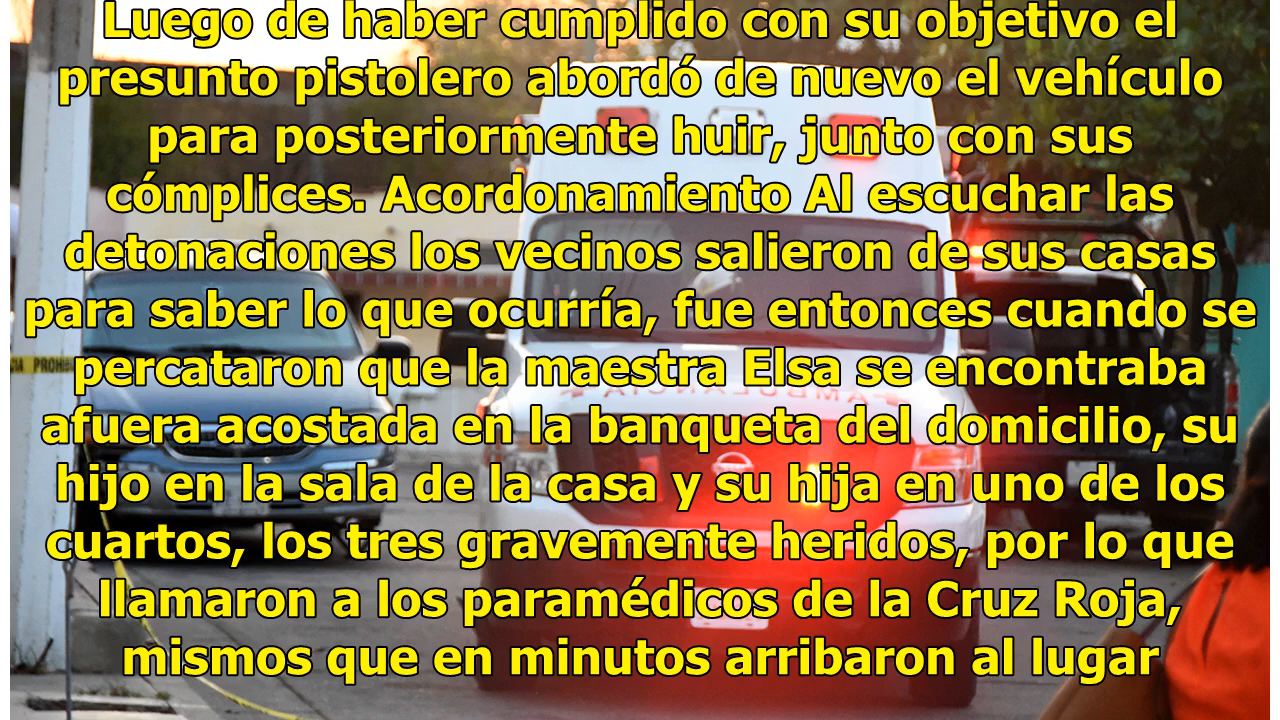 Luego de haber cumplido con su objetivo el
presunto pistolero abordó de nuevo el vehículo
para posteriormente huir, junto con sus
cómplices. Acordonamiento Al escuchar las
detonaciones los vecinos salieron de sus casas
para saber lo que ocurría, fue entonces cuando se
percataron que la maestra Elsa se encontraba
afuera acostada en la banqueta del domicilio, su
hijo en la sala de la casa y su hija en uno de los
cuartos, los tres gravemente heridos, por lo que
llamaron a los paramédicos de la Cruz Roja,
mismos que en minutos arribaron al lugar
AMBULANCIA